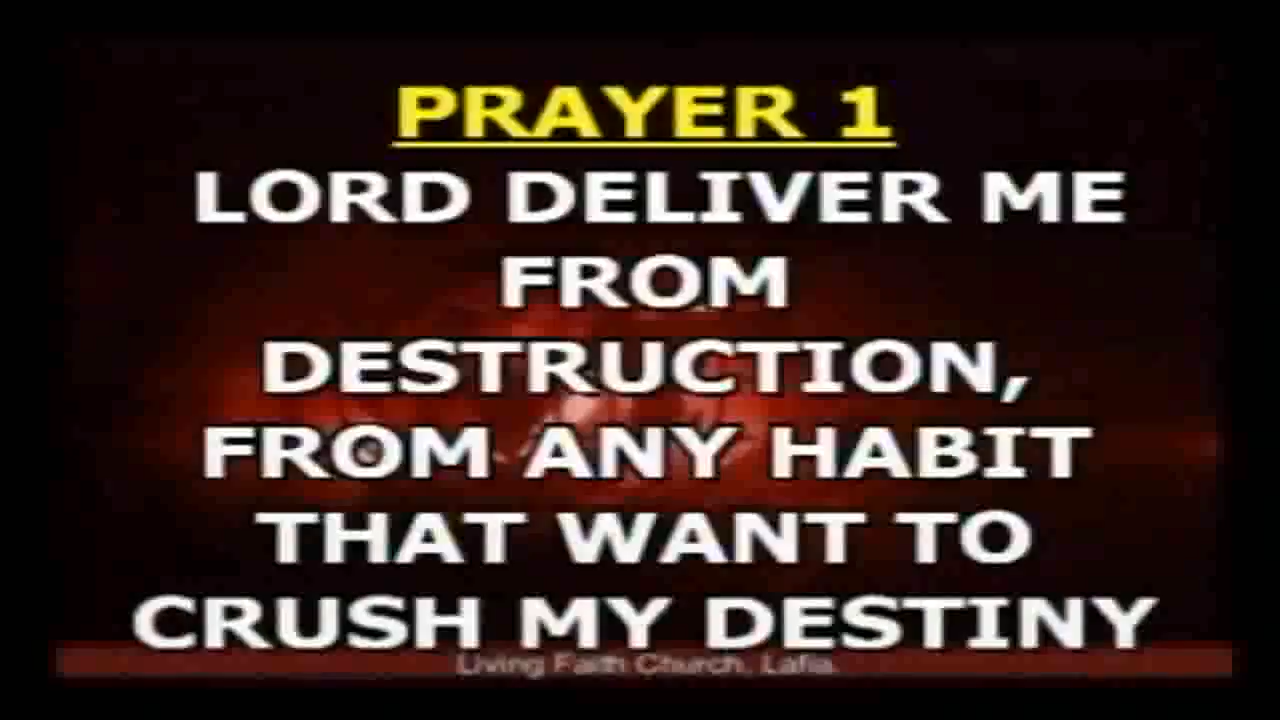 PRAYER 1
LORD DELIVER ME
FROM
DESTRUCTION,
FROM ANY HABIT
THAT WANT TO
CRUSH MY DESTINY
Living Faith Church, Lafia.